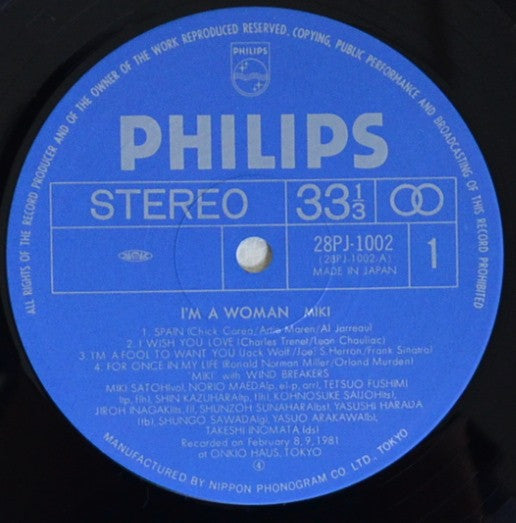 ALL RIGHTS OF THE RECORD PRODUCER AND OF THE OWNER OF THE WORK REPRODUCED RESERVED. COPYING, PUBLIC PERFORMANCE AND BROADCASTING OF THIS RECORD PROHIBITED
PHILIPS
PHILIPS
STEREO 33 1/3
28PJ-1002
(28PJ-1002-A)
MADE IN JAPAN
1
I'M A WOMAN MIKI
1. SPAIN (Chick Corea/Artie Maren/Al Jarreau)
2. I WISH YOU LOVE (Charles Trenet/Leon Chauliac)
3. I'M A FOOL TO WANT YOU (Jack Wolf/Joel S. Herron/Frank Sinatra)
4. FOR ONCE IN MY LIFE (Ronald Norman Miller/Orland Murden)
MIKI with WIND BREAKERS
MIKI SATOH(vo), NORIO MAEDA(p, el-p, arr), TETSUO FUSHIMI
(tp, flh), SHIN KAZUHARA(tp, flh), KOHNOSUKE SAIJOH(ts),
JIROH INAGAKI(ts, fl), SHUNZOH SUNAHARA(bs), YASUSHI HARADA
(tb), SHUNGO SAWADA(g), YASUO ARAKAWA(b),
TAKESHI INOMATA (ds)
Recorded on February 8, 9, 1981
at ONKIO HAUS, TOKYO
④
MANUFACTURED BY NIPPON PHONOGRAM CO., LTD., TOKYO